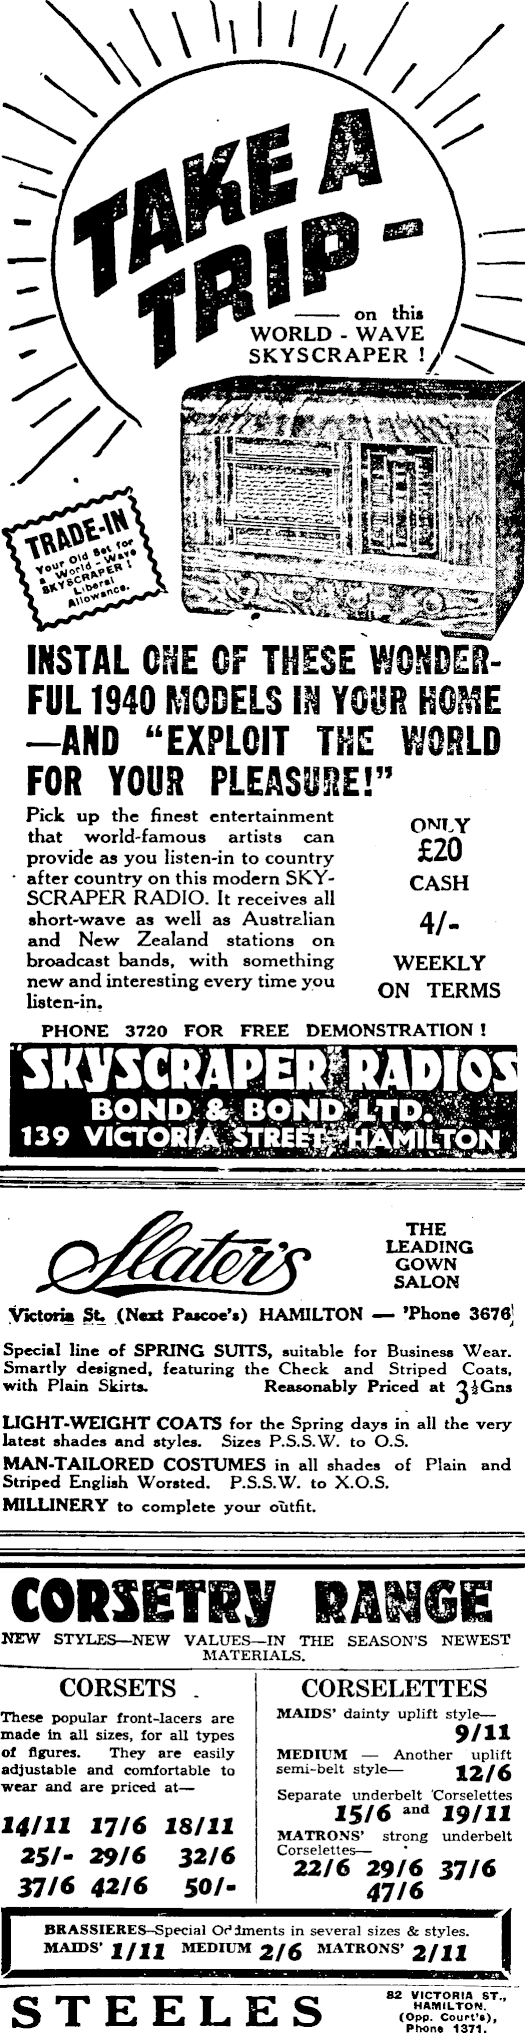 TAKE A
TRIP-
— on this
WORLD - WAVE
SKYSCRAPER !
TRADE-IN
Your Old Set for
a World - Wave
SKYSCRAPER !
Liberal
Allowance.
INSTAL ONE OF THESE WONDER-
FUL 1940 MODELS IN YOUR HOME
—AND "EXPLOIT THE WORLD
FOR YOUR PLEASURE!"
Pick up the finest entertainment
that world-famous artists can
provide as you listen-in to country
after country on this modern SKY-
SCRAPER RADIO. It receives all
short-wave as well as Australian
and New Zealand stations on
broadcast bands, with something
new and interesting every time you
listen-in.
ONLY
£20
CASH
4/-
WEEKLY
ON TERMS
PHONE 3720 FOR FREE DEMONSTRATION !
"SKYSCRAPER" RADIOS
BOND & BOND LTD.
139 VICTORIA STREET, HAMILTON
Slater's
THE
LEADING
GOWN
SALON
Victoria St. (Next Pascoe's) HAMILTON — 'Phone 3676
Special line of SPRING SUITS, suitable for Business Wear.
Smartly designed, featuring the Check and Striped Coats,
with Plain Skirts. Reasonably Priced at 3½Gns
LIGHT-WEIGHT COATS for the Spring days in all the very
latest shades and styles. Sizes P.S.S.W. to O.S.
MAN-TAILORED COSTUMES in all shades of Plain and
Striped English Worsted. P.S.S.W. to X.O.S.
MILLINERY to complete your outfit.
CORSETRY RANGE
NEW STYLES—NEW VALUES—IN THE SEASON'S NEWEST
MATERIALS.
CORSETS
These popular front-lacers are
made in all sizes, for all types
of figures. They are easily
adjustable and comfortable to
wear and are priced at—
14/11 17/6 18/11
25/- 29/6 32/6
37/6 42/6 50/-
CORSELETTES
MAIDS' dainty uplift style—
9/11
MEDIUM — Another uplift
semi-belt style— 12/6
Separate underbelt Corselettes
15/6 and 19/11
MATRONS' strong underbelt
Corselettes—
22/6 29/6 37/6
47/6
BRASSIERES—Special Oddments in several sizes & styles.
MAIDS' 1/11 MEDIUM 2/6 MATRONS' 2/11
STEELES
82 VICTORIA ST.,
HAMILTON.
(Opp. Court's),
Phone 1371.